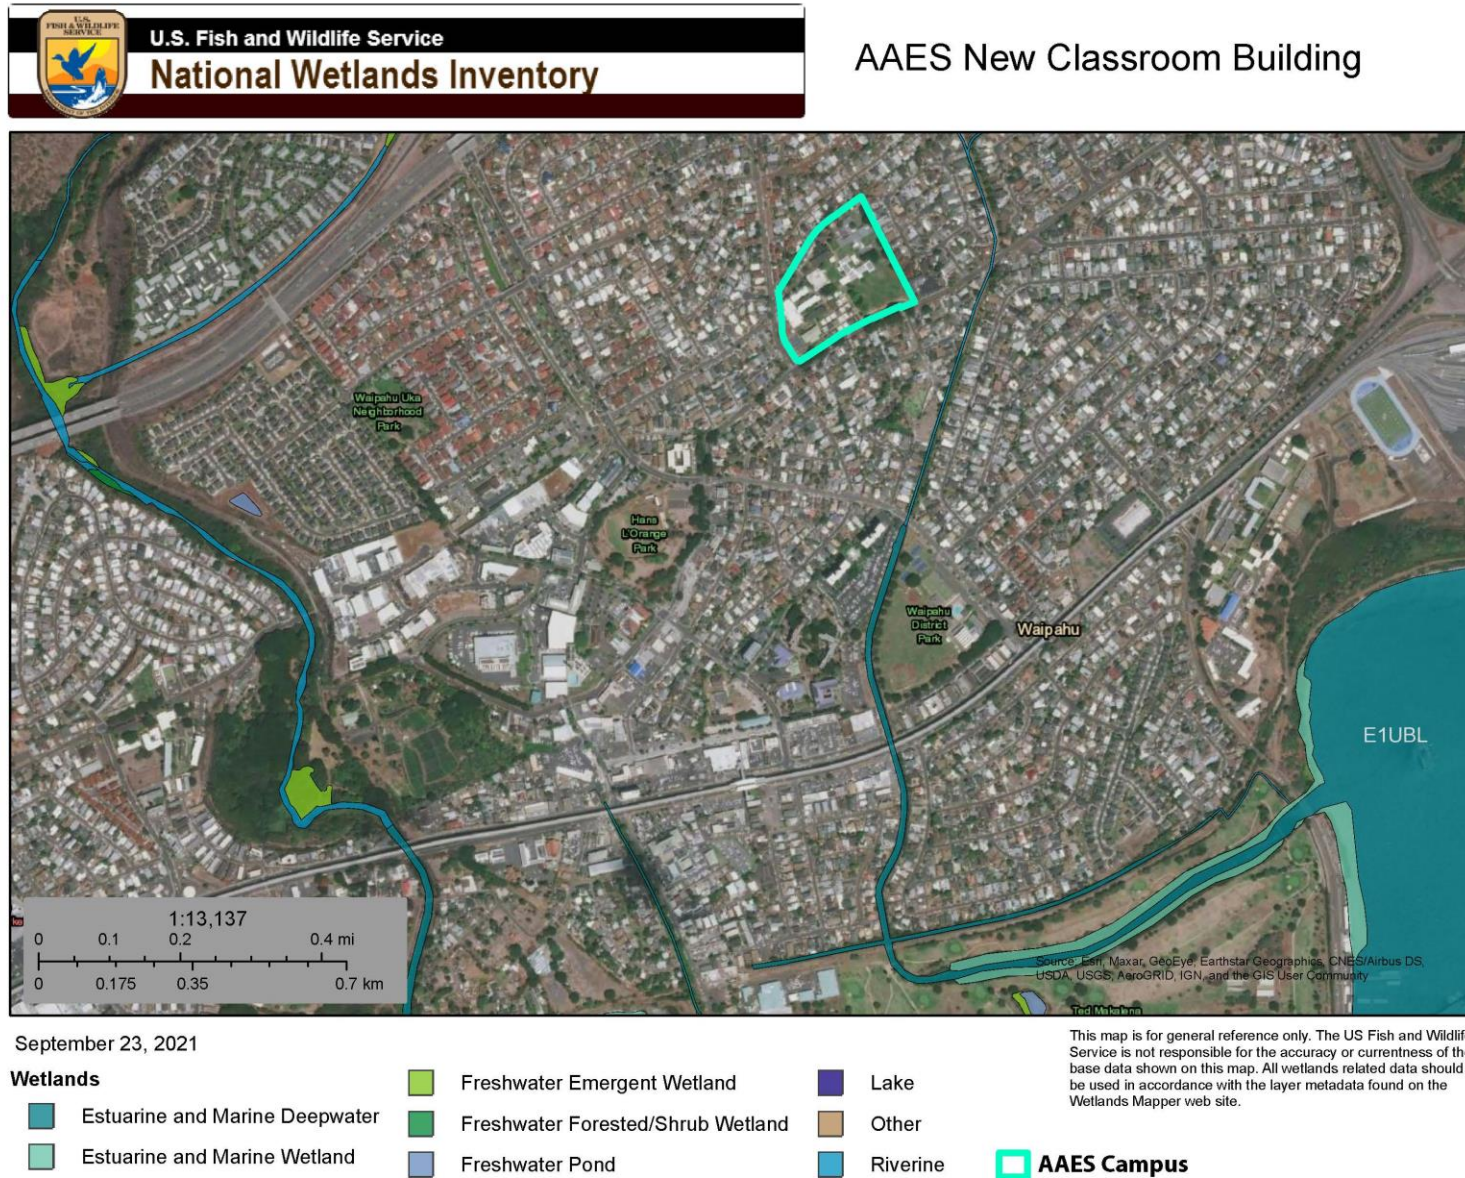 U.S.
FISH & WILDLIFE
SERVICE
U.S. Fish and Wildlife Service
National Wetlands Inventory
AAES New Classroom Building
Waipahu Uka
Neighborhood
Park
Hans
L'Orange
Park
Waipahu
District
Park
Waipahu
E1UBL
1:13,137
0 0.1 0.2 0.4 mi
0 0.175 0.35 0.7 km
Source: Esri, Maxar, GeoEye, Earthstar Geographics, CNES/Airbus DS,
USDA, USGS, AeroGRID, IGN, and the GIS User Community
Ted Makalena
September 23, 2021
This map is for general reference only. The US Fish and Wildlif
Service is not responsible for the accuracy or currentness of th
base data shown on this map. All wetlands related data should
be used in accordance with the layer metadata found on the
Wetlands Mapper web site.
Wetlands
Estuarine and Marine Deepwater
Estuarine and Marine Wetland
Freshwater Emergent Wetland
Freshwater Forested/Shrub Wetland
Freshwater Pond
Lake
Other
Riverine
AAES Campus